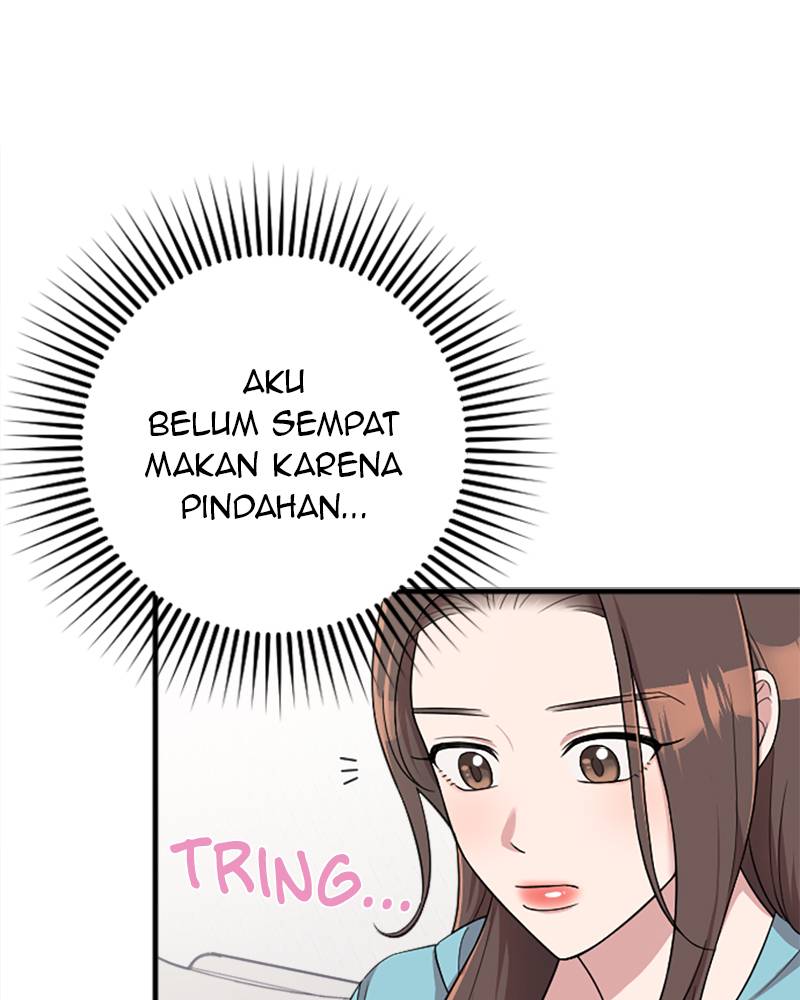 AKU
BELUM SEMPAT
MAKAN KARENA
PINDAHAN...
TRING...